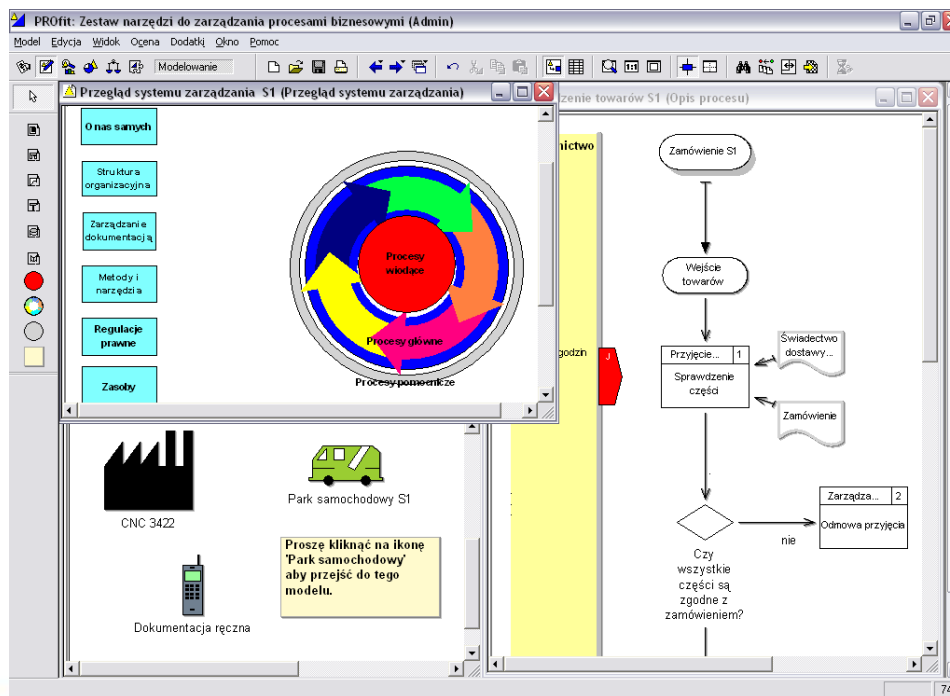 PROfit: Zestaw narzędzi do zarządzania procesami biznesowymi (Admin)
Model Edycja Widok Ocena Dodatki Okno Pomoc
Modelowanie
Przegląd systemu zarządzania S1 (Przegląd systemu zarządzania)
O nas samych
Struktura
organizacyjna
Zarządzanie
dokumentacją
Metody i
narzędzia
Regulacje
prawne
Zasoby
Procesy
wiodące
Procesy główne
Procesy pomocnicze
CNC 3422
Park samochodowy S1
Dokumentacja ręczna
Proszę kliknąć na ikonę
'Park samochodowy'
aby przejść do tego
modelu.
zenie towarów S1 (Opis procesu)
nictwo
godzin
J
Zamówienie S1
Wejście
towarów
Przyjęcie... 1
Sprawdzenie
części
Świadectwo
dostawy...
Zamówienie
Zarządza... 2
Odmowa przyjęcia
nie
Czy
wszystkie
części są
zgodne z
zamówieniem?